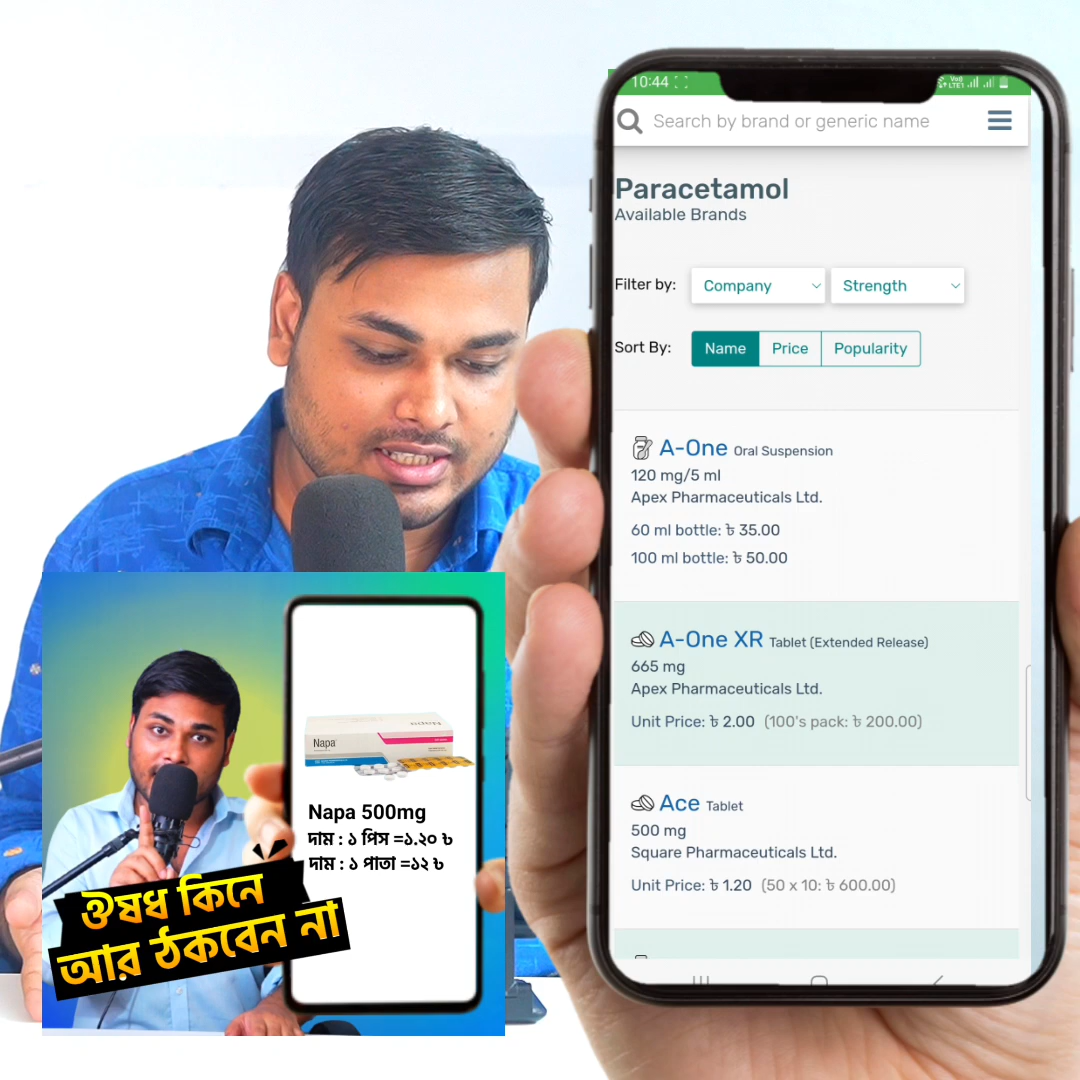 10:44
Vo))
LTE1
Search by brand or generic name
Paracetamol
Available Brands
Filter by: Company Strength
Sort By: Name Price Popularity
A-One Oral Suspension
120 mg/5 ml
Apex Pharmaceuticals Ltd.
60 ml bottle: ৳ 35.00
100 ml bottle: ৳ 50.00
A-One XR Tablet (Extended Release)
665 mg
Apex Pharmaceuticals Ltd.
Unit Price: ৳ 2.00 (100's pack: ৳ 200.00)
Ace Tablet
500 mg
Square Pharmaceuticals Ltd.
Unit Price: ৳ 1.20 (50 x 10: ৳ 600.00)
Napa
Napa
Napa 500mg
দাম : ১ পিস =১.২০ ৳
দাম : ১ পাতা =১২ ৳
ঔষধ কিনে
আর ঠকবেন না